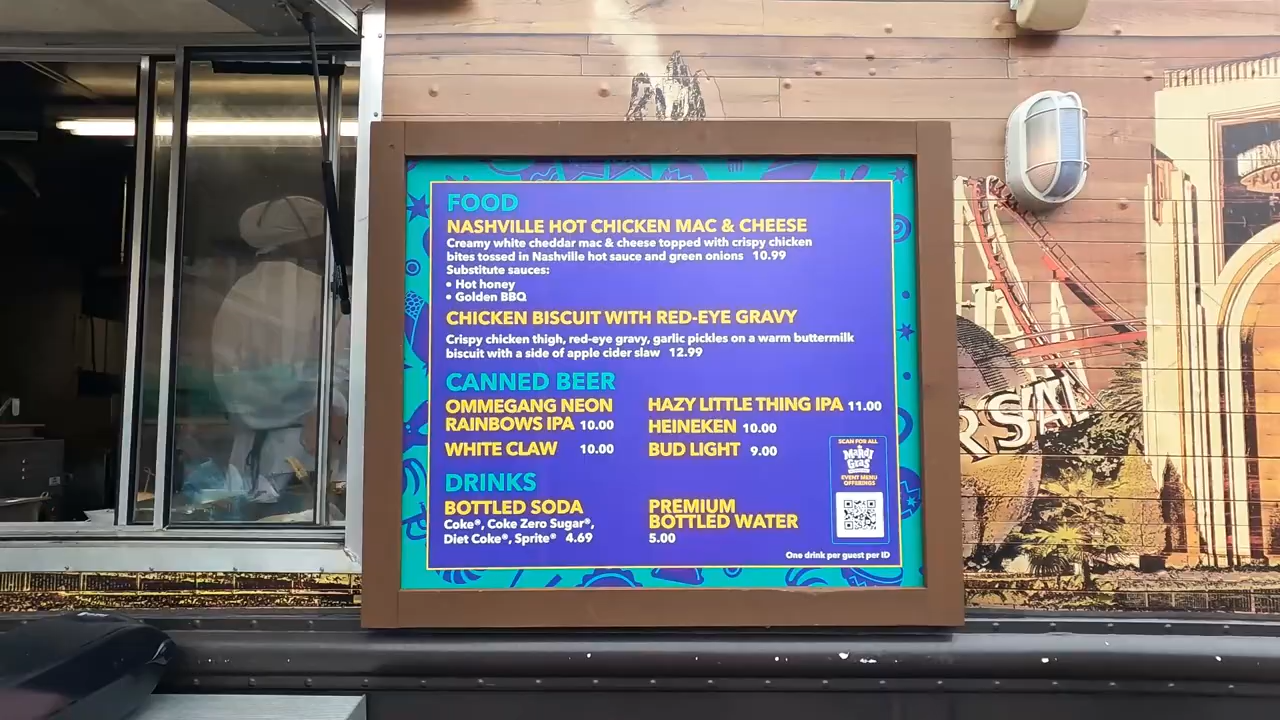 FOOD
NASHVILLE HOT CHICKEN MAC & CHEESE
Creamy white cheddar mac & cheese topped with crispy chicken
bites tossed in Nashville hot sauce and green onions 10.99
Substitute sauces:
• Hot honey
• Golden BBQ
CHICKEN BISCUIT WITH RED-EYE GRAVY
Crispy chicken thigh, red-eye gravy, garlic pickles on a warm buttermilk
biscuit with a side of apple cider slaw 12.99
CANNED BEER
OMMEGANG NEON
RAINBOWS IPA 10.00
WHITE CLAW 10.00
HAZY LITTLE THING IPA 11.00
HEINEKEN 10.00
BUD LIGHT 9.00
DRINKS
BOTTLED SODA
Coke®, Coke Zero Sugar®,
Diet Coke®, Sprite® 4.69
PREMIUM
BOTTLED WATER
5.00
SCAN FOR ALL
MARDI
GRAS
EVENT MENU
OFFERINGS
One drink per guest per ID
RSAL